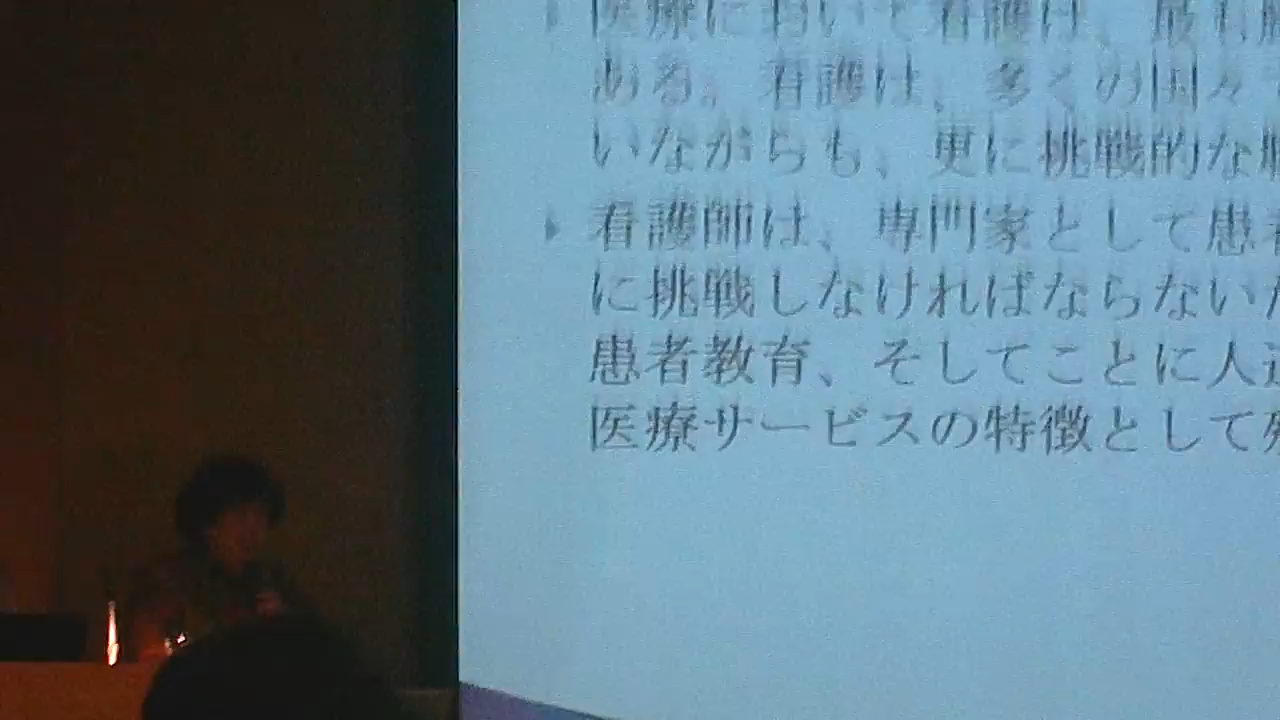 医療において看護は、最も
ある。看護は、多くの国々
いながらも、更に挑戦的な
看護師は、専門家として患者
に挑戦しなければならない
患者教育、そしてことに人
医療サービスの特徴として